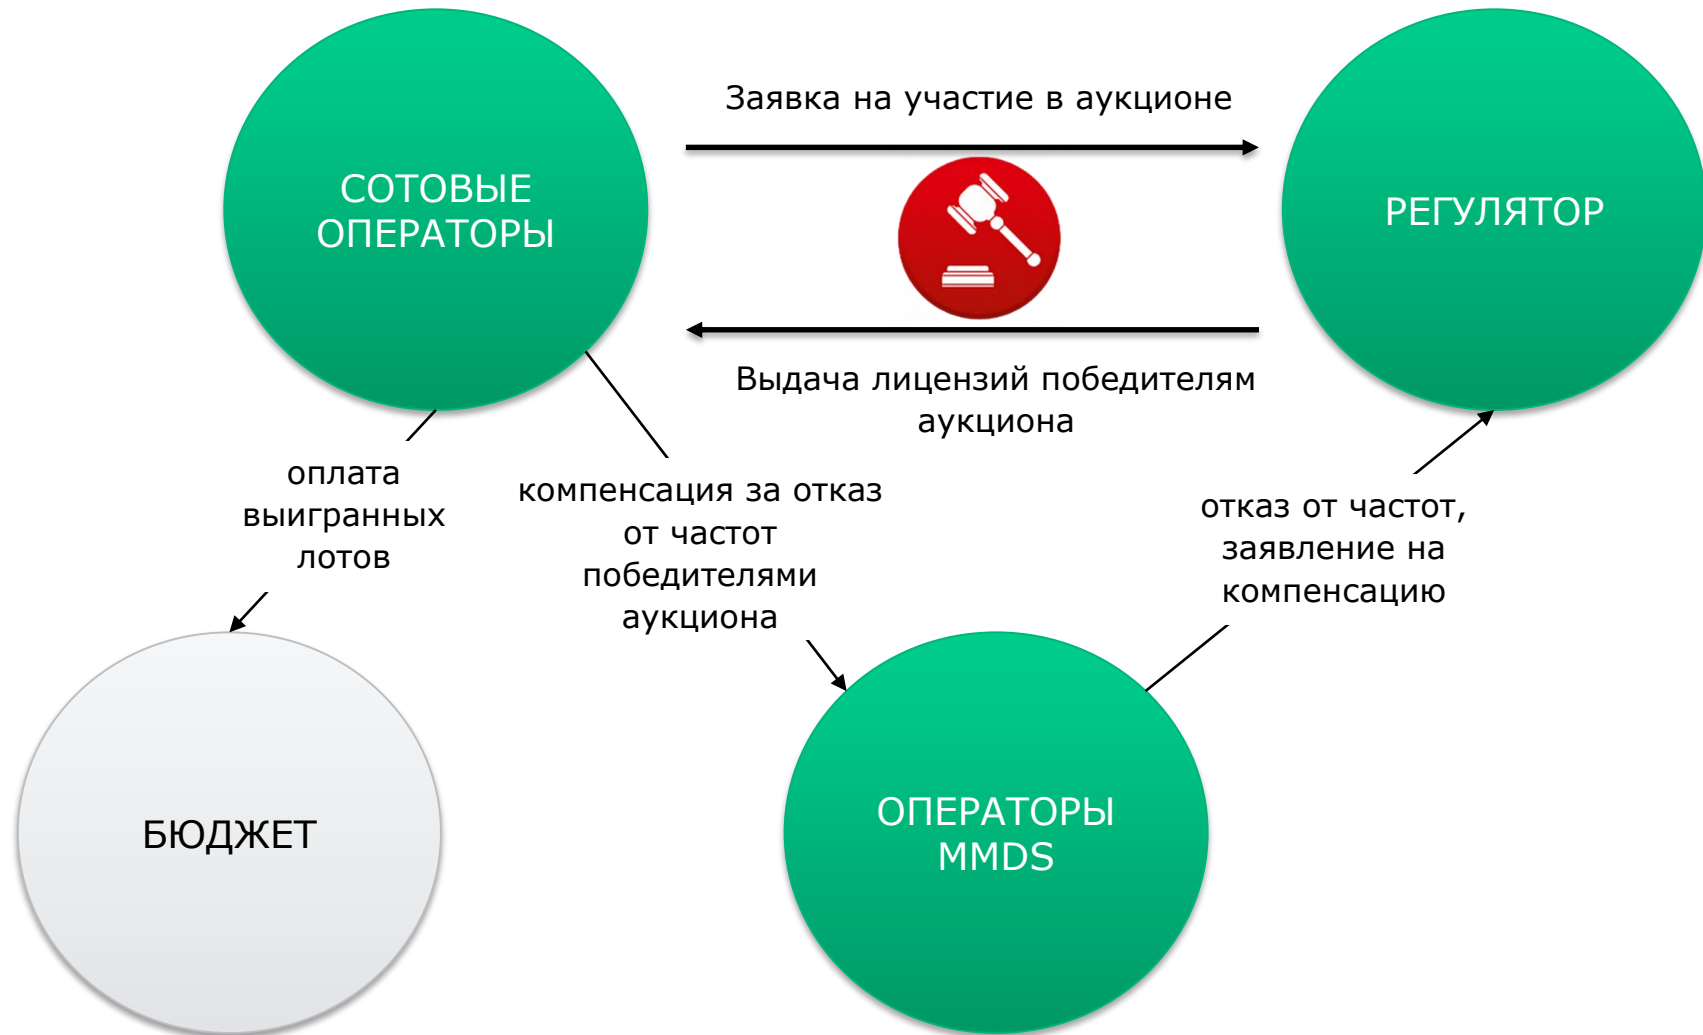 Заявка на участие в аукционе
СОТОВЫЕ
ОПЕРАТОРЫ
РЕГУЛЯТОР
Выдача лицензий победителям
аукциона
оплата
выигранных
лотов
компенсация за отказ
от частот
победителями
аукциона
отказ от частот,
заявление на
компенсацию
БЮДЖЕТ
ОПЕРАТОРЫ
MMDS